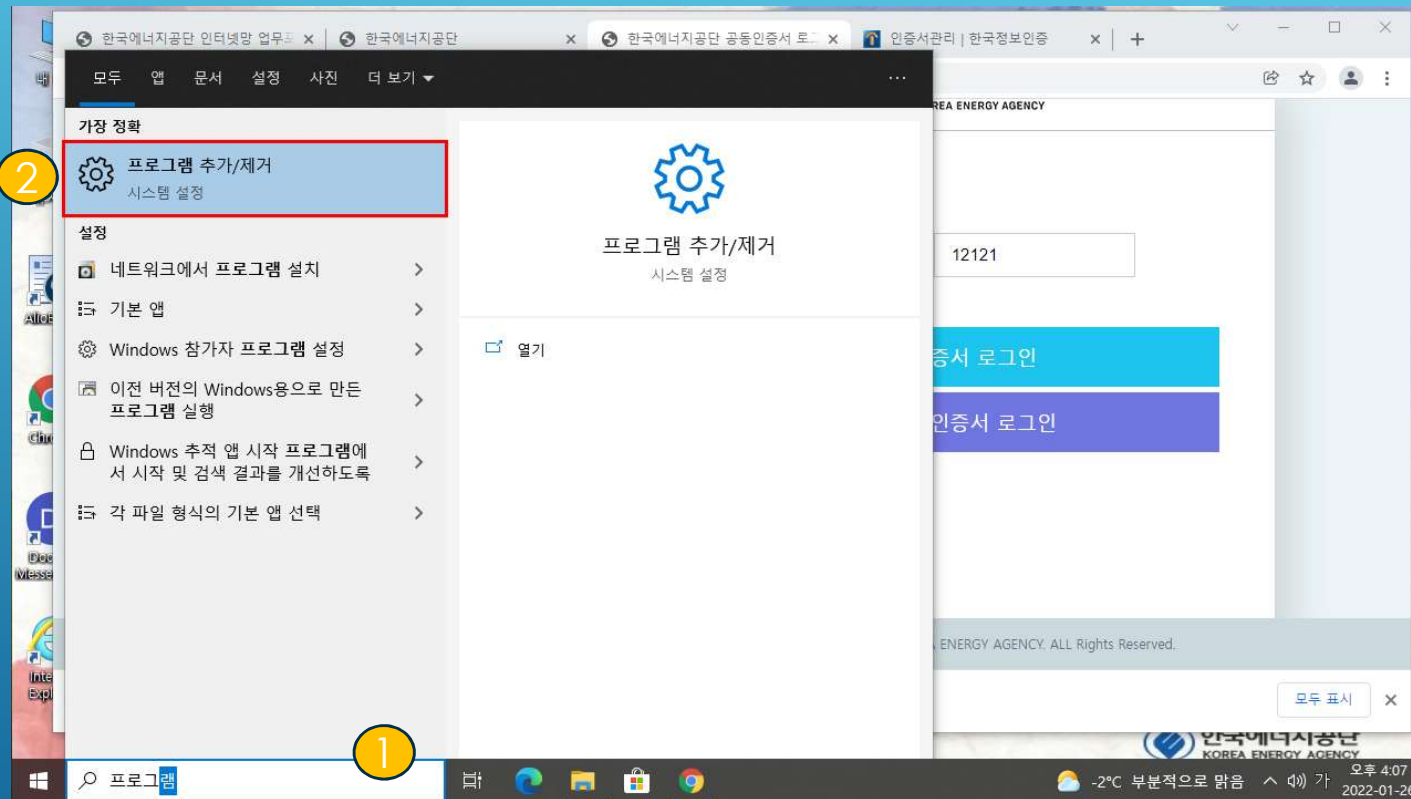 한국에너지공단 인터넷망 업무
한국에너지공단
한국에너지공단 공동인증서 로
인증서관리 | 한국정보인증
모두 앱 문서 설정 사진 더 보기
가장 정확
2
프로그램 추가/제거
시스템 설정
설정
네트워크에서 프로그램 설치
기본 앱
Windows 참가자 프로그램 설정
이전 버전의 Windows용으로 만든
프로그램 실행
Windows 추적 앱 시작 프로그램에
서 시작 및 검색 결과를 개선하도록
각 파일 형식의 기본 앱 선택
프로그램 추가/제거
시스템 설정
열기
REA ENERGY AGENCY
12121
증서 로그인
인증서 로그인
ENERGY AGENCY. ALL Rights Reserved.
모두 표시
한국에너지공단
KOREA ENERGY AGENCY
1
프로그램
-2°C 부분적으로 맑음
가
오후 4:07
2022-01-26